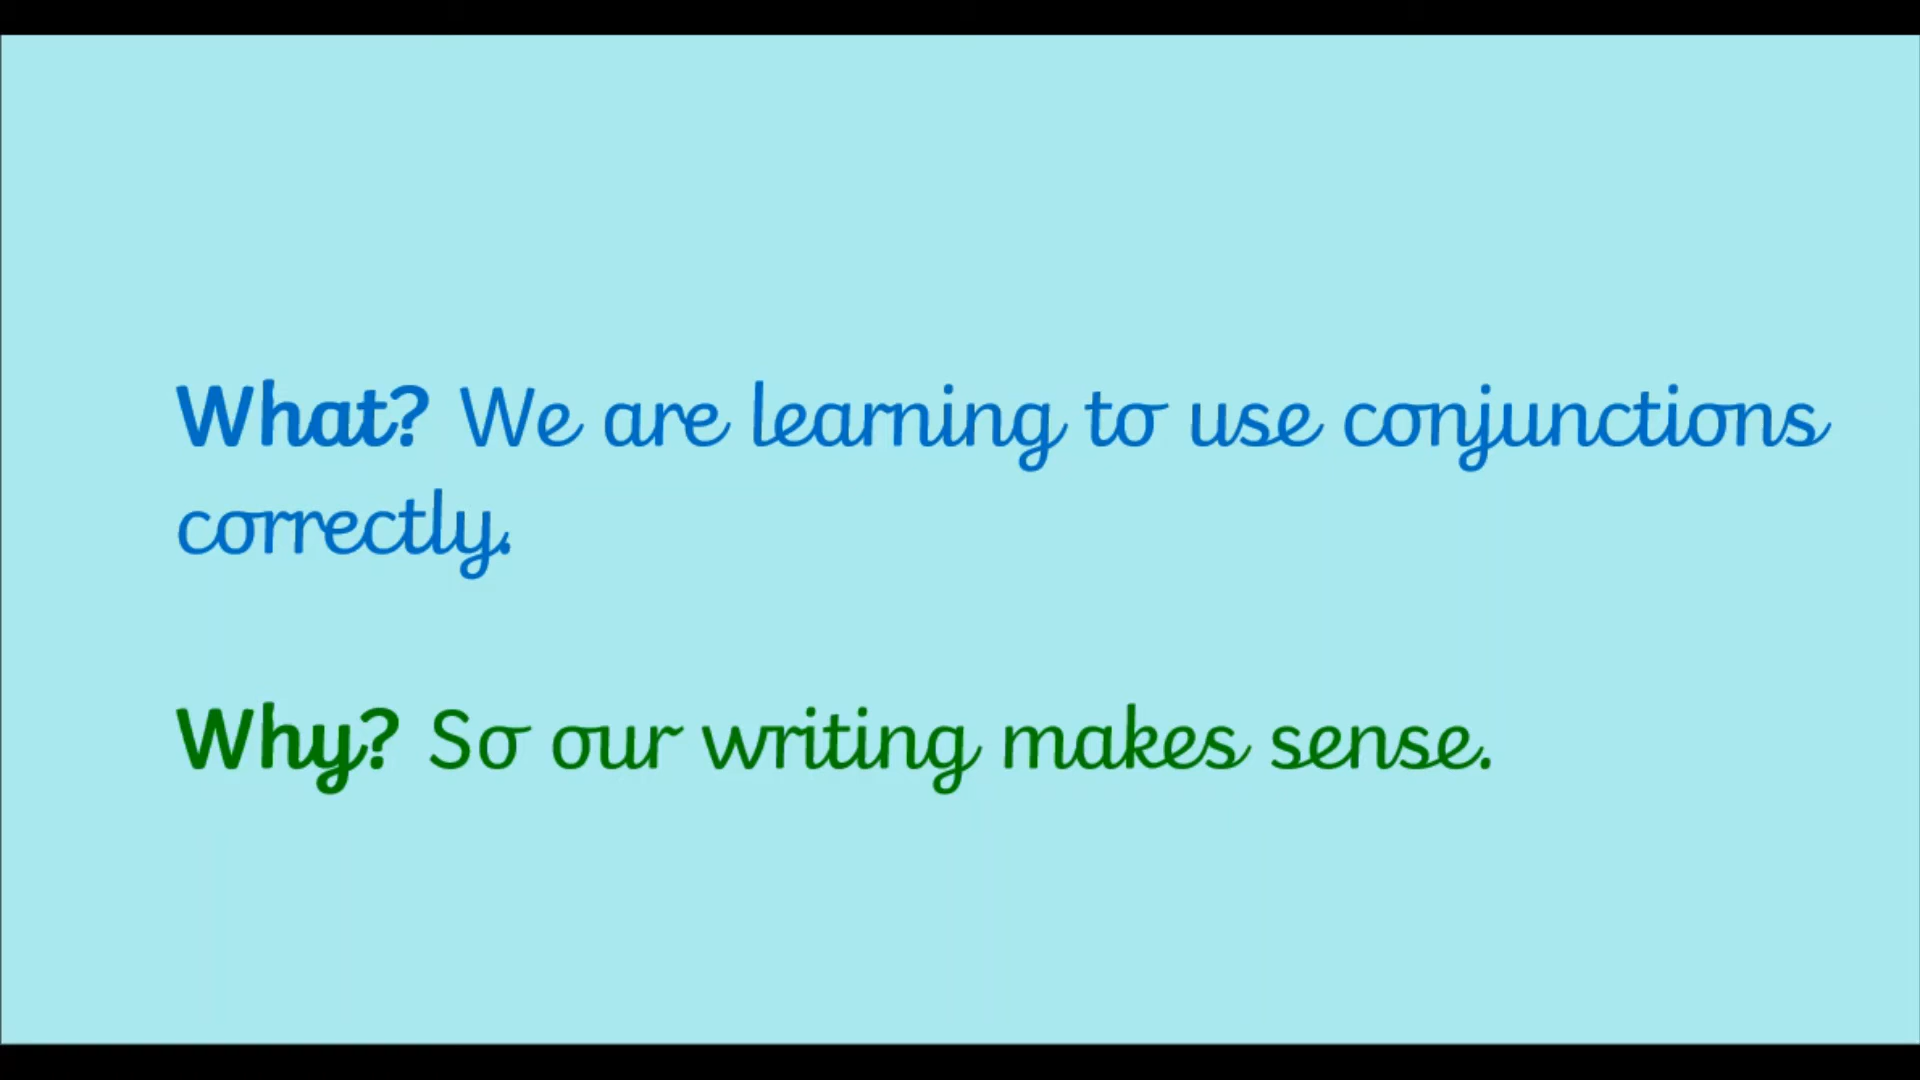 What? We are learning to use conjunctions
correctly.
Why? So our writing makes sense.